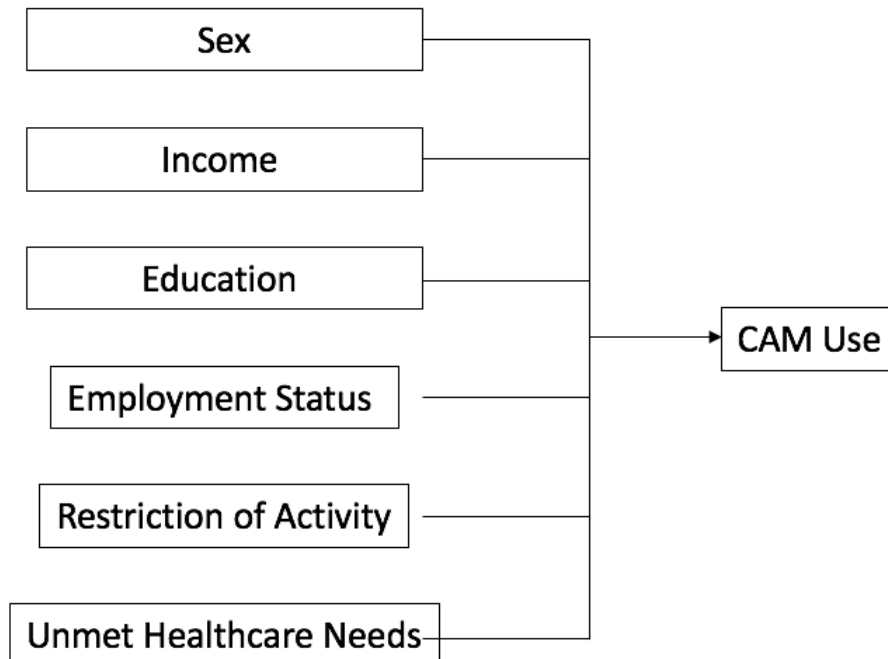 Sex
Income
Education
Employment Status
Restriction of Activity
Unmet Healthcare Needs
CAM Use